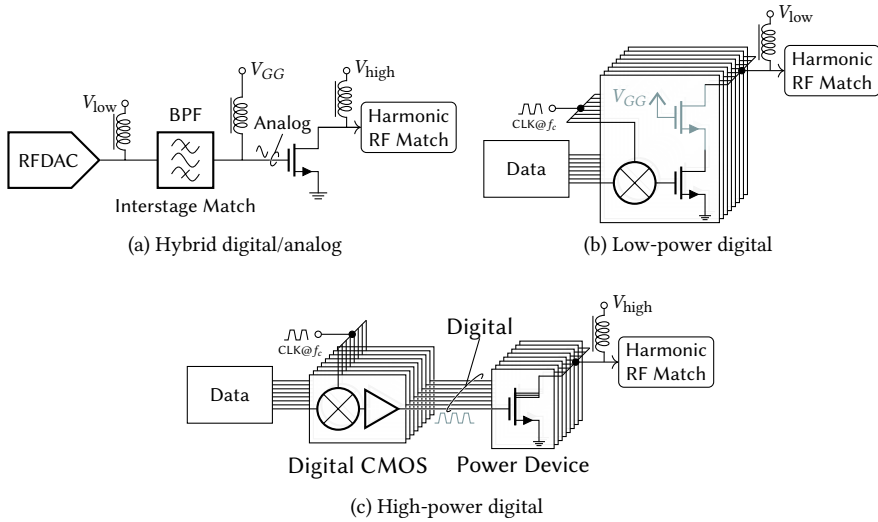 V_low
V_GG
V_high
RFDAC
BPF
Interstage Match
Analog
Harmonic
RF Match
(a) Hybrid digital/analog
V_low
Harmonic
RF Match
V_GG
CLK@f_c
Data
(b) Low-power digital
V_high
Harmonic
RF Match
CLK@f_c
Digital
Data
Digital CMOS
Power Device
(c) High-power digital